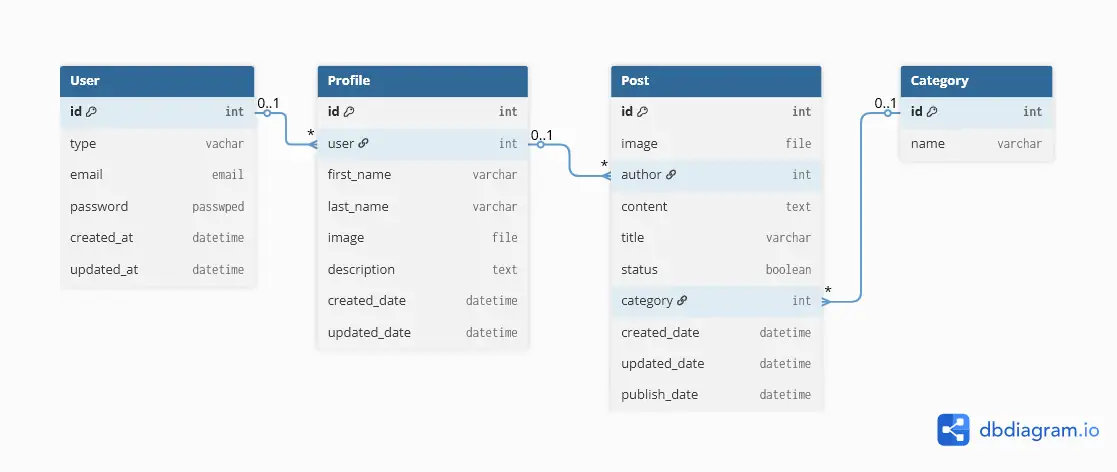 User
id int
type vachar
email email
password passwped
created_at datetime
updated_at datetime
0..1
*
Profile
id int
user int
first_name varchar
last_name varchar
image file
description text
created_date datetime
updated_date datetime
0..1
*
Post
id int
image file
author int
content text
title varchar
status boolean
category int
created_date datetime
updated_date datetime
publish_date datetime
*
0..1
Category
id int
name varchar
dbdiagram.io